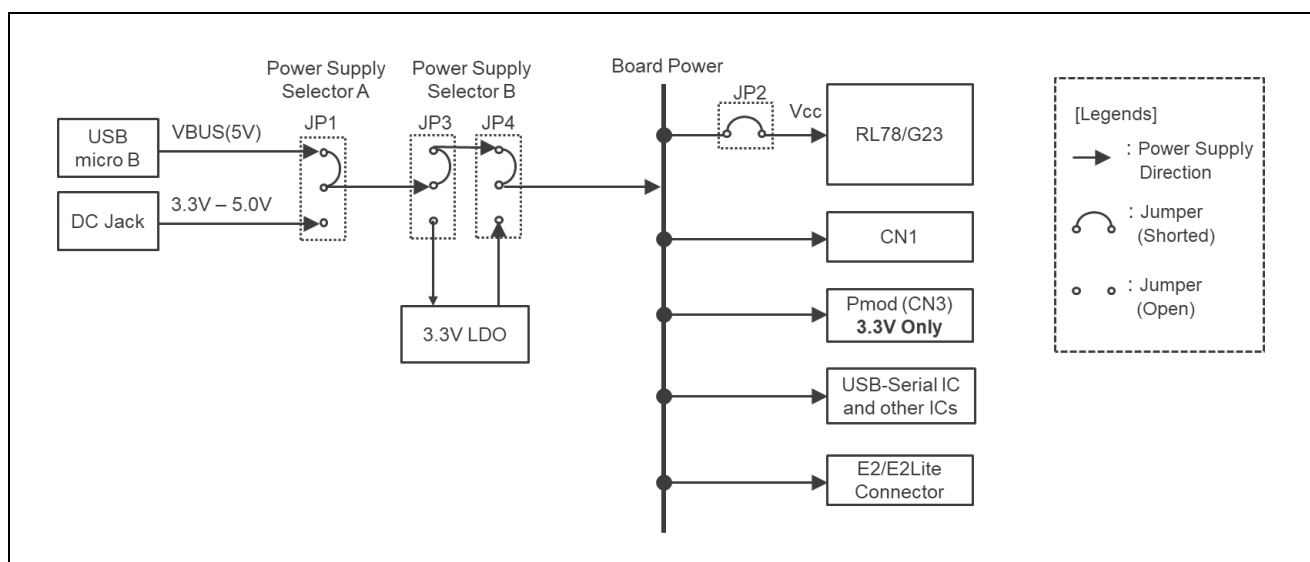 Power Supply
Selector A
JP1
Power Supply
Selector B
JP3 JP4
Board Power
USB
micro B
VBUS(5V)
DC Jack
3.3V – 5.0V
3.3V LDO
JP2
Vcc
RL78/G23
CN1
Pmod (CN3)
3.3V Only
USB-Serial IC
and other ICs
E2/E2Lite
Connector
[Legends]
: Power Supply
Direction
: Jumper
(Shorted)
: Jumper
(Open)